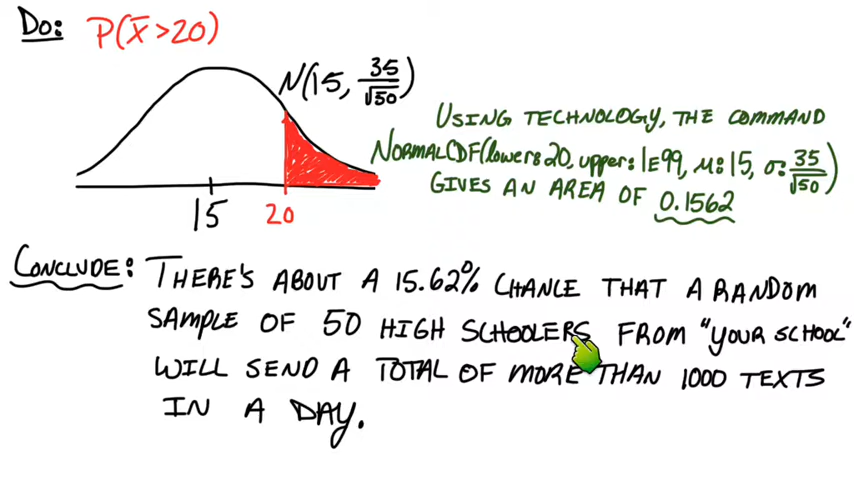 Do: P(x̄>20)
N(15, 35/√50)
USING TECHNOLOGY, THE COMMAND
NORMALCDF(lower:20, upper:1E99, μ:15, σ:35/√50)
GIVES AN AREA OF 0.1562
15 20
CONCLUDE: THERE'S ABOUT A 15.62% CHANCE THAT A RANDOM
SAMPLE OF 50 HIGH SCHOOLERS FROM "YOUR SCHOOL"
WILL SEND A TOTAL OF MORE THAN 1000 TEXTS
IN A DAY.